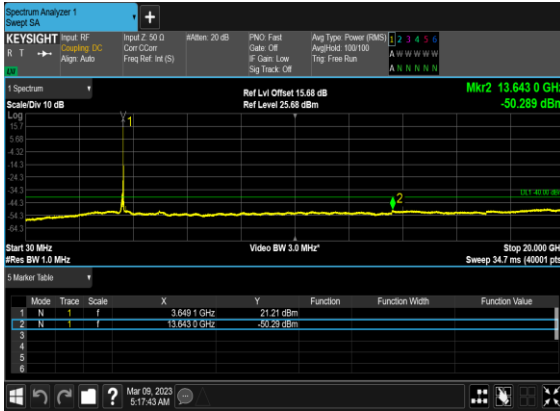 Spectrum Analyzer 1
Swept SA
+
KEYSIGHT
R T
Input: RF
Coupling: DC
Align: Auto
Input Z: 50 Ω
Corr CCorr
Freq Ref: Int (S)
#Atten: 20 dB
PNO: Fast
Gate: Off
IF Gain: Low
Sig Track: Off
Avg Type: Power (RMS)
Avg|Hold: 100/100
Trig: Free Run
1 2 3 4 5 6
A W W W W W
A N N N N N
1 Spectrum
Scale/Div 10 dB
Ref Lvl Offset 15.68 dB
Ref Level 25.68 dBm
Mkr2 13.643 0 GHz
-50.289 dBm
Log
15.7
5.68
-4.32
-14.3
-24.3
-34.3
-44.3
-54.3
-64.3
1
2
DL1 -40.00 dBm
Start 30 MHz
#Res BW 1.0 MHz
Video BW 3.0 MHz*
Stop 20.000 GHz
Sweep 34.7 ms (40001 pts)
5 Marker Table
Mode Trace Scale X Y Function Function Width Function Value
1 N 1 f 3.649 1 GHz 21.21 dBm
2 N 1 f 13.643 0 GHz -50.29 dBm
3
4
5
6
?
Mar 09, 2023
5:17:43 AM